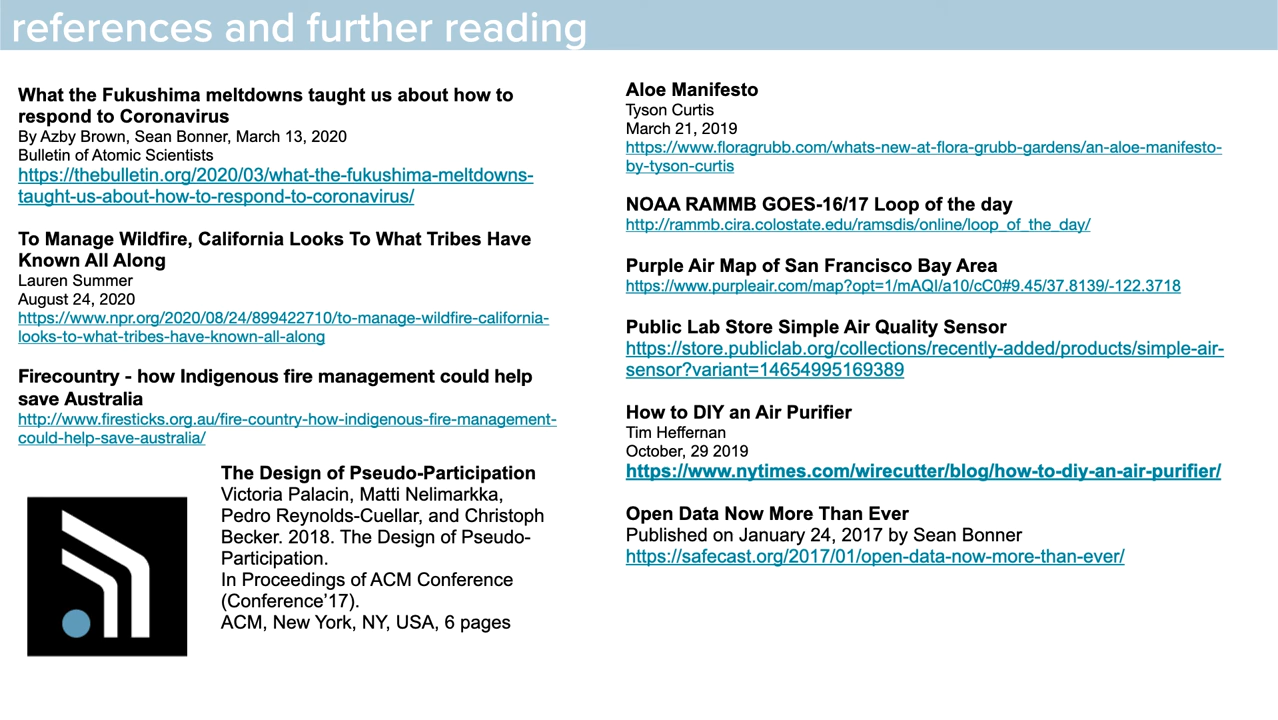 references and further reading
What the Fukushima meltdowns taught us about how to
respond to Coronavirus
By Azby Brown, Sean Bonner, March 13, 2020
Bulletin of Atomic Scientists
https://thebulletin.org/2020/03/what-the-fukushima-meltdowns-
taught-us-about-how-to-respond-to-coronavirus/
To Manage Wildfire, California Looks To What Tribes Have
Known All Along
Lauren Summer
August 24, 2020
https://www.npr.org/2020/08/24/899422710/to-manage-wildfire-california-
looks-to-what-tribes-have-known-all-along
Firecountry - how Indigenous fire management could help
save Australia
http://www.firesticks.org.au/fire-country-how-indigenous-fire-management-
could-help-save-australia/
The Design of Pseudo-Participation
Victoria Palacin, Matti Nelimarkka,
Pedro Reynolds-Cuellar, and Christoph
Becker. 2018. The Design of Pseudo-
Participation.
In Proceedings of ACM Conference
(Conference’17).
ACM, New York, NY, USA, 6 pages
Aloe Manifesto
Tyson Curtis
March 21, 2019
https://www.floragrubb.com/whats-new-at-flora-grubb-gardens/an-aloe-manifesto-
by-tyson-curtis
NOAA RAMMB GOES-16/17 Loop of the day
http://rammb.cira.colostate.edu/ramsdis/online/loop_of_the_day/
Purple Air Map of San Francisco Bay Area
https://www.purpleair.com/map?opt=1/mAQI/a10/cC0#9.45/37.8139/-122.3718
Public Lab Store Simple Air Quality Sensor
https://store.publiclab.org/collections/recently-added/products/simple-air-
sensor?variant=14654995169389
How to DIY an Air Purifier
Tim Heffernan
October, 29 2019
https://www.nytimes.com/wirecutter/blog/how-to-diy-an-air-purifier/
Open Data Now More Than Ever
Published on January 24, 2017 by Sean Bonner
https://safecast.org/2017/01/open-data-now-more-than-ever/